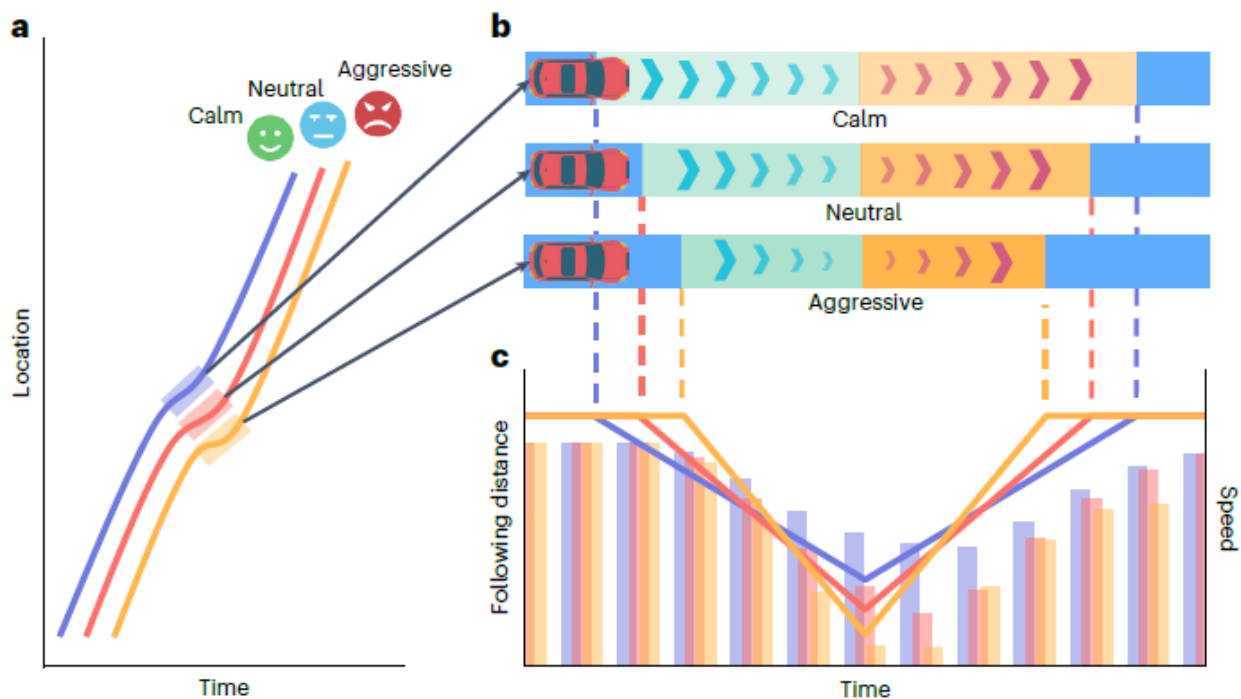 a
Aggressive
Neutral
Calm
Location
Time
b
Calm
Neutral
Aggressive
c
Following distance
Speed
Time